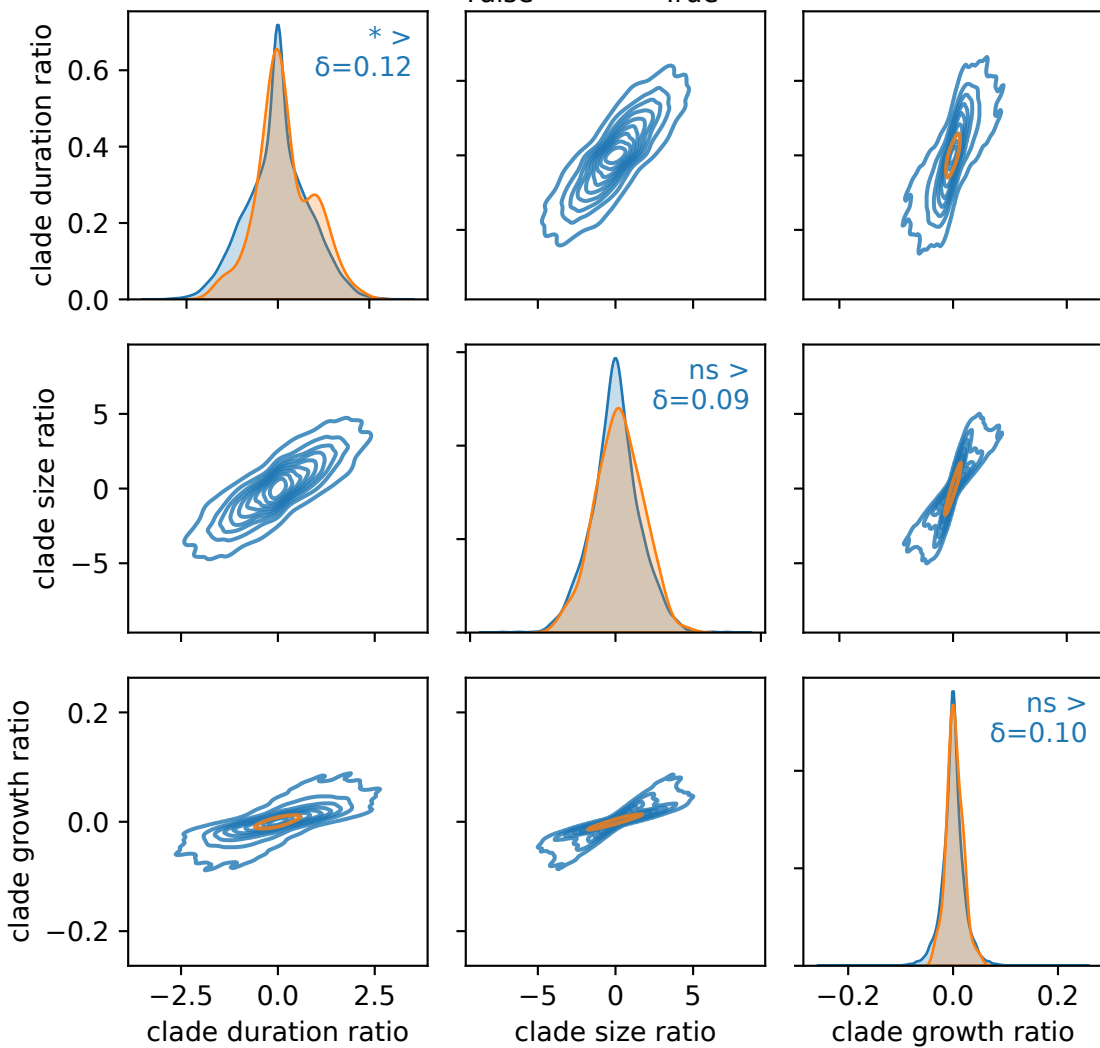 clade duration ratio
0.6
0.4
0.2
0.0
* >
δ=0.12
clade size ratio
5
0
−5
ns >
δ=0.09
clade growth ratio
0.2
0.0
−0.2
ns >
δ=0.10
−2.5 0.0 2.5
−5 0 5
−0.2 0.0 0.2
clade duration ratio
clade size ratio
clade growth ratio